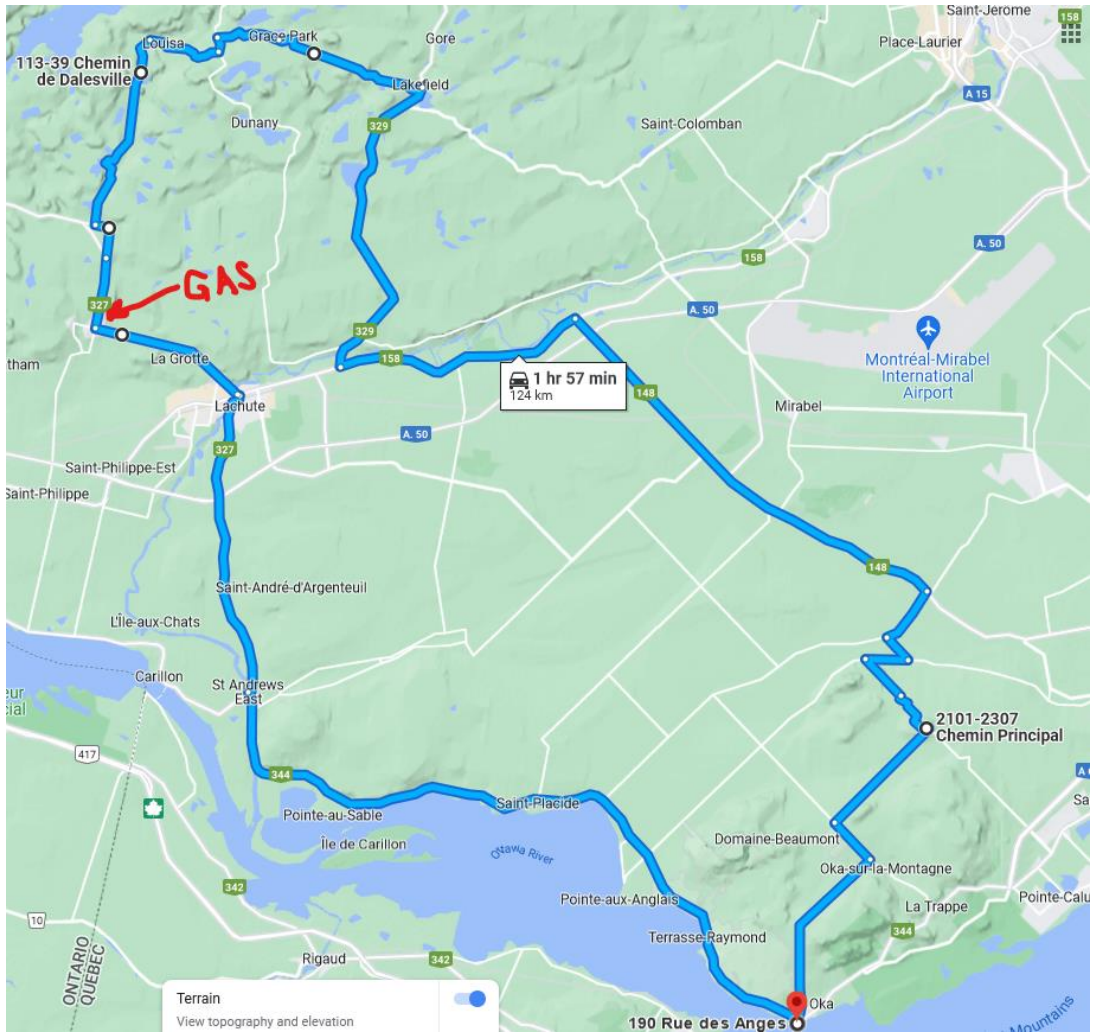 Saint-Jerome
158
Place-Laurier
Louisa
Grace Park
Gore
113-39 Chemin
de Dalesville
Lakefield
A 15
Dunany
329
Saint-Colomban
A. 50
158
GAS
327
329
La Grotte
158
1 hr 57 min
124 km
Montréal-Mirabel
International
Airport
tham
148
Lachute
Mirabel
A. 50
327
Saint-Philippe-Est
Saint-Philippe
148
Saint-André-d'Argenteuil
L'Île-aux-Chats
Carillon
St Andrews
East
2101-2307
Chemin Principal
417
344
Saint-Placide
Pointe-au-Sable
Domaine-Beaumont
Île de Carillon
Ottawa River
Oka-sur-la-Montagne
342
Pointe-aux-Anglais
La Trappe
Pointe-Calu
10
Terrasse-Raymond
344
ONTARIO
QUEBEC
Rigaud
342
Terrain
View topography and elevation
Oka
190 Rue des Anges
Mountains